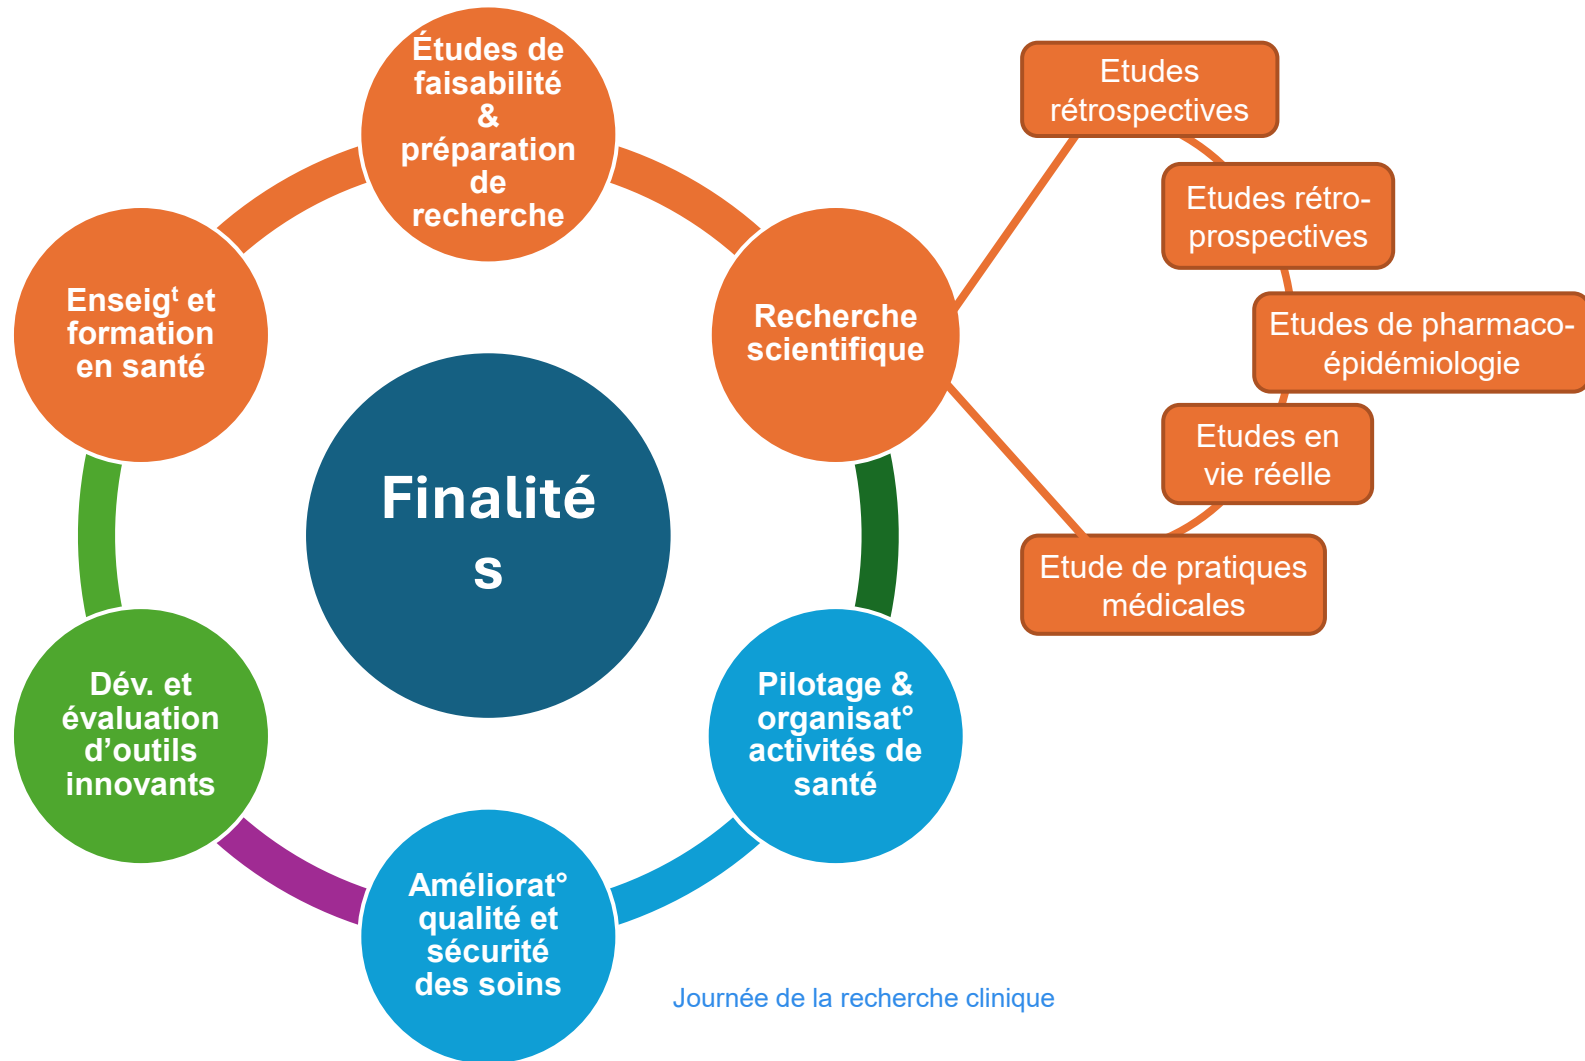 Études de
faisabilité
&
préparation
de
recherche
Enseigᵗ et
formation
en santé
Recherche
scientifique
Finalité
s
Dév. et
évaluation
d’outils
innovants
Pilotage &
organisat°
activités de
santé
Améliorat°
qualité et
sécurité
des soins
Etudes
rétrospectives
Etudes rétro-
prospectives
Etudes de pharmaco-
épidémiologie
Etudes en
vie réelle
Etude de pratiques
médicales
Journée de la recherche clinique